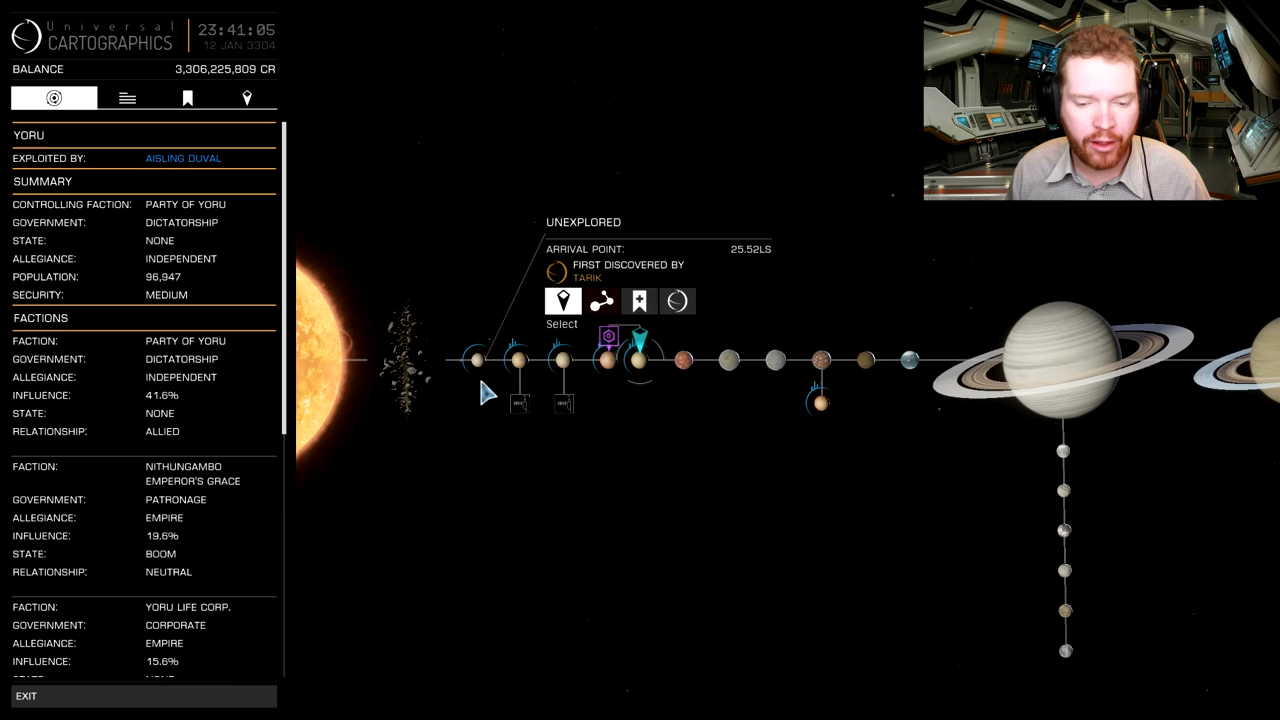 Universal
CARTOGRAPHICS
23:41:05
12 JAN 3304
BALANCE 3,306,225,809 CR
YORU
EXPLOITED BY: AISLING DUVAL
SUMMARY
CONTROLLING FACTION: PARTY OF YORU
GOVERNMENT: DICTATORSHIP
STATE: NONE
ALLEGIANCE: INDEPENDENT
POPULATION: 96,947
SECURITY: MEDIUM
FACTIONS
FACTION: PARTY OF YORU
GOVERNMENT: DICTATORSHIP
ALLEGIANCE: INDEPENDENT
INFLUENCE: 41.6%
STATE: NONE
RELATIONSHIP: ALLIED
FACTION: NITHUNGAMBO
EMPEROR'S GRACE
GOVERNMENT: PATRONAGE
ALLEGIANCE: EMPIRE
INFLUENCE: 19.6%
STATE: BOOM
RELATIONSHIP: NEUTRAL
FACTION: YORU LIFE CORP.
GOVERNMENT: CORPORATE
ALLEGIANCE: EMPIRE
INFLUENCE: 15.6%
EXIT
UNEXPLORED
ARRIVAL POINT: 25.52LS
FIRST DISCOVERED BY
TARIK
Select